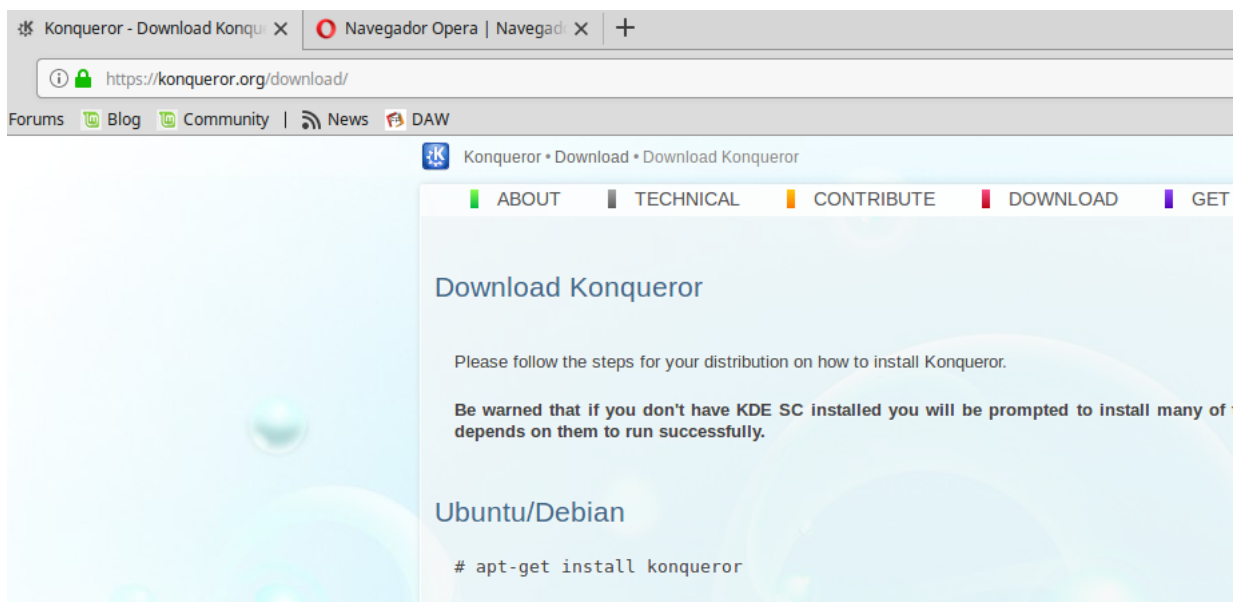 Konqueror - Download Konqu Navegador Opera | Navegad
https://konqueror.org/download/
Forums Blog Community | News DAW
Konqueror • Download • Download Konqueror
ABOUT TECHNICAL CONTRIBUTE DOWNLOAD GET
Download Konqueror
Please follow the steps for your distribution on how to install Konqueror.
Be warned that if you don't have KDE SC installed you will be prompted to install many of
depends on them to run successfully.
Ubuntu/Debian
# apt-get install konqueror